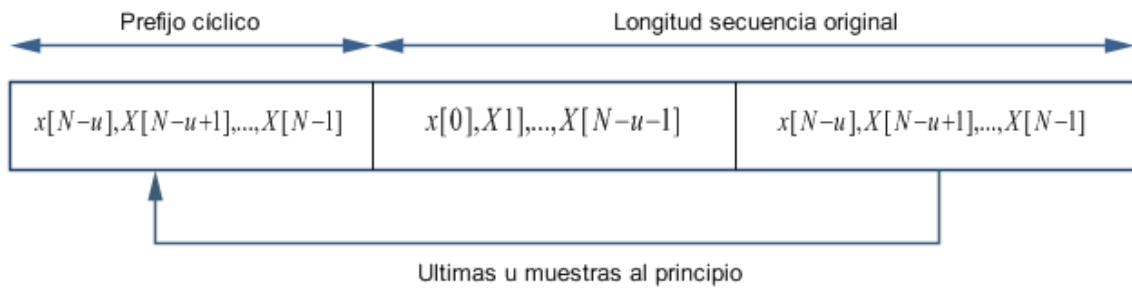 Prefijo cíclico
Longitud secuencia original
x[N-u],X[N-u+1],...,X[N-1]
x[0],X1],...,X[N-u-1]
x[N-u],X[N-u+1],...,X[N-1]
Ultimas u muestras al principio